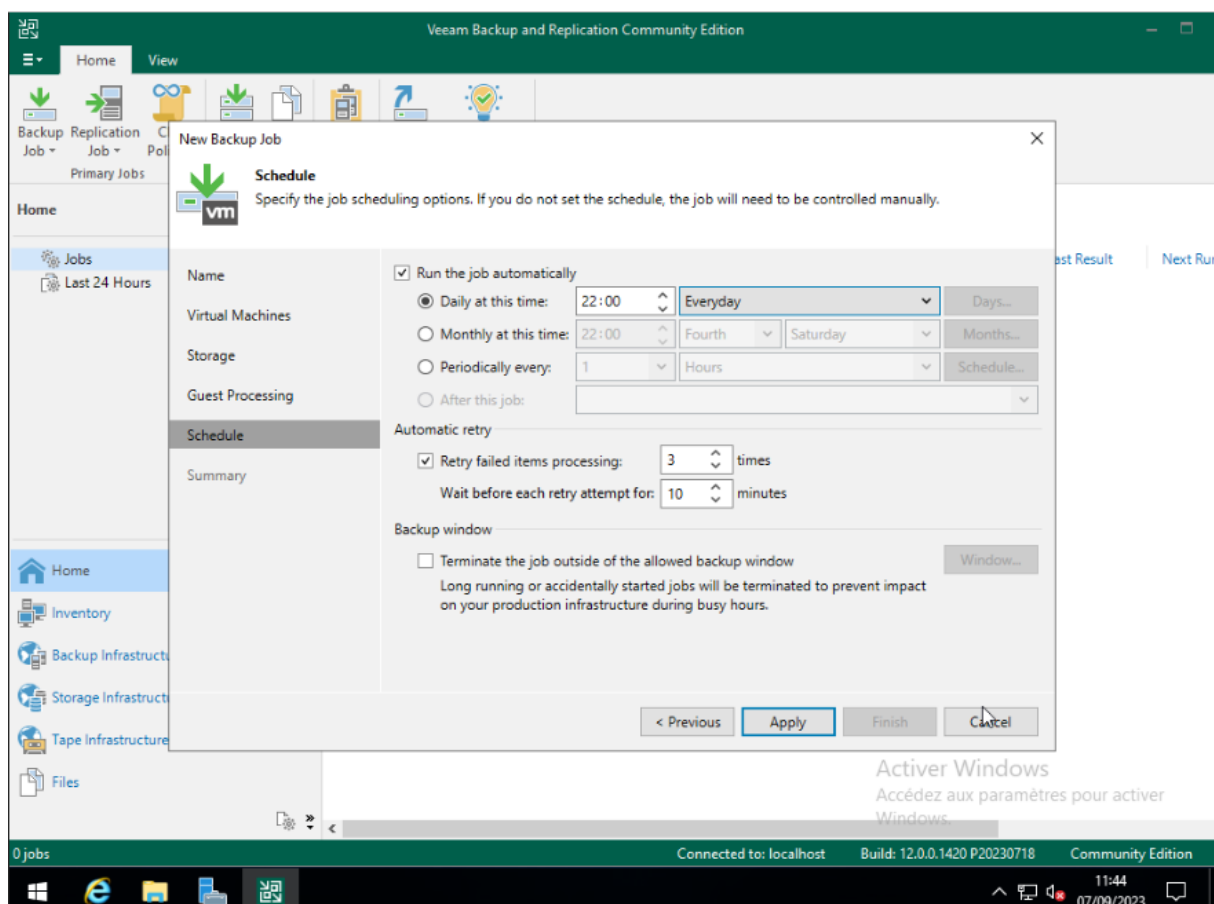 Veeam Backup and Replication Community Edition
Home View
Backup Job Replication Job
Primary Jobs
Home
Jobs
Last 24 Hours
Last Result Next Run
New Backup Job
Schedule
Specify the job scheduling options. If you do not set the schedule, the job will need to be controlled manually.
Name
Virtual Machines
Storage
Guest Processing
Schedule
Summary
Run the job automatically
Daily at this time: 22:00 Everyday Days...
Monthly at this time: 22:00 Fourth Saturday Months...
Periodically every: 1 Hours Schedule...
After this job:
Automatic retry
Retry failed items processing: 3 times
Wait before each retry attempt for: 10 minutes
Backup window
Terminate the job outside of the allowed backup window Window...
Long running or accidentally started jobs will be terminated to prevent impact
on your production infrastructure during busy hours.
< Previous Apply Finish Cancel
Home
Inventory
Backup Infrastructu
Storage Infrastructu
Tape Infrastructure
Files
Activer Windows
Accédez aux paramètres pour activer
Windows.
0 jobs Connected to: localhost Build: 12.0.0.1420 P20230718 Community Edition
11:44
07/09/2023